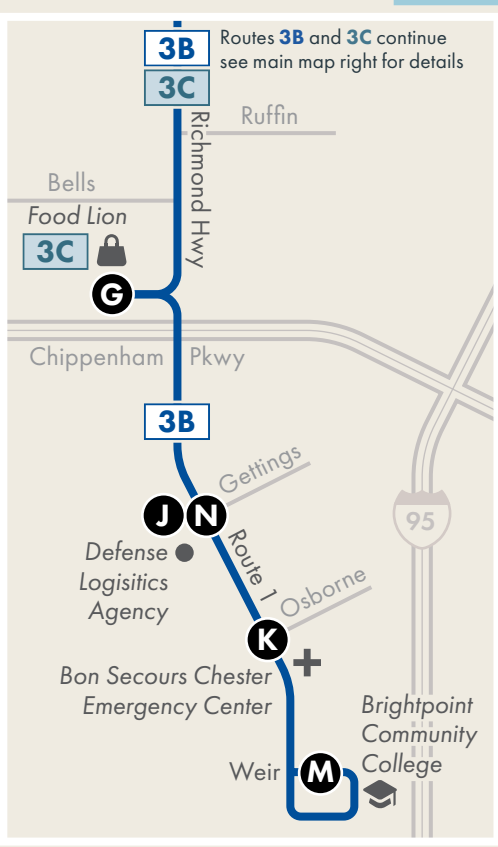 3B
Routes 3B and 3C continue
see main map right for details
3C
Richmond Hwy
Ruffin
Bells
Food Lion
3C
G
Chippenham Pkwy
3B
Gettings
J N
95
Defense
Logisitics
Agency
Route 1
Osborne
K
Bon Secours Chester
Emergency Center
Brightpoint
Community
College
Weir
M